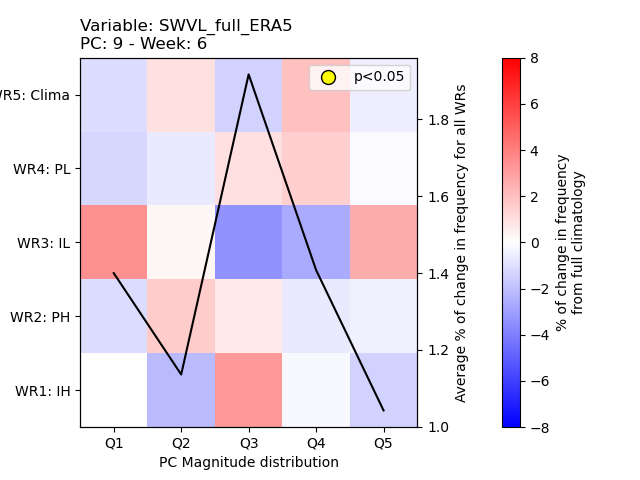 Variable: SWVL_full_ERA5
PC: 9 - Week: 6
p<0.05
WR5: Clima
WR4: PL
WR3: IL
WR2: PH
WR1: IH
Q1 Q2 Q3 Q4 Q5
PC Magnitude distribution
1.8
1.6
1.4
1.2
1.0
Average % of change in frequency for all WRs
8
6
4
2
0
−2
−4
−6
−8
% of change in frequency
from full climatology